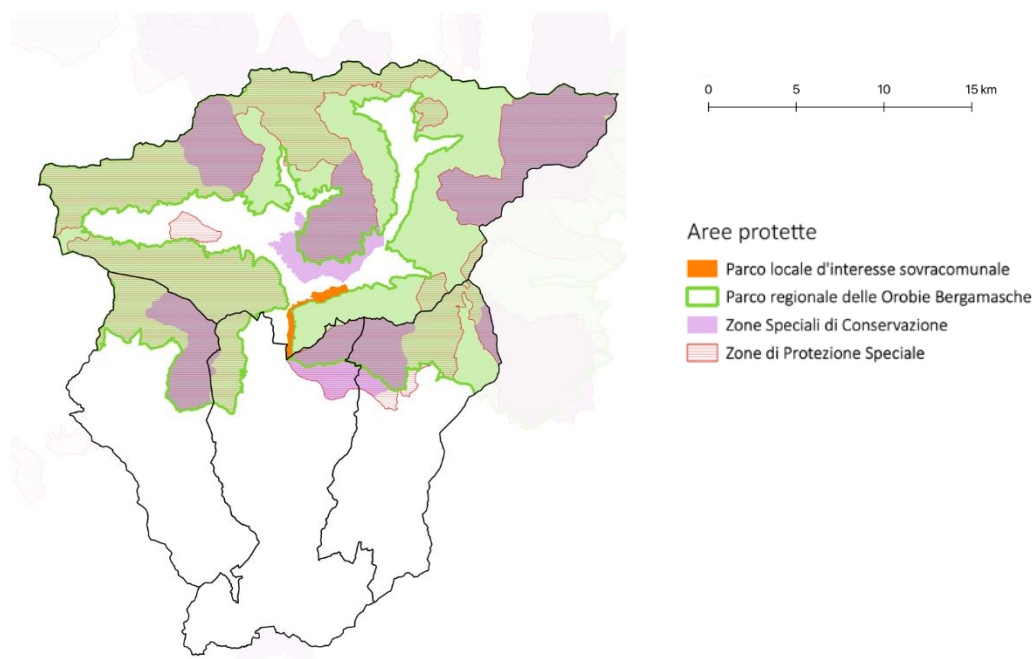 0 5 10 15 km
Aree protette
Parco locale d'interesse sovracomunale
Parco regionale delle Orobie Bergamasche
Zone Speciali di Conservazione
Zone di Protezione Speciale